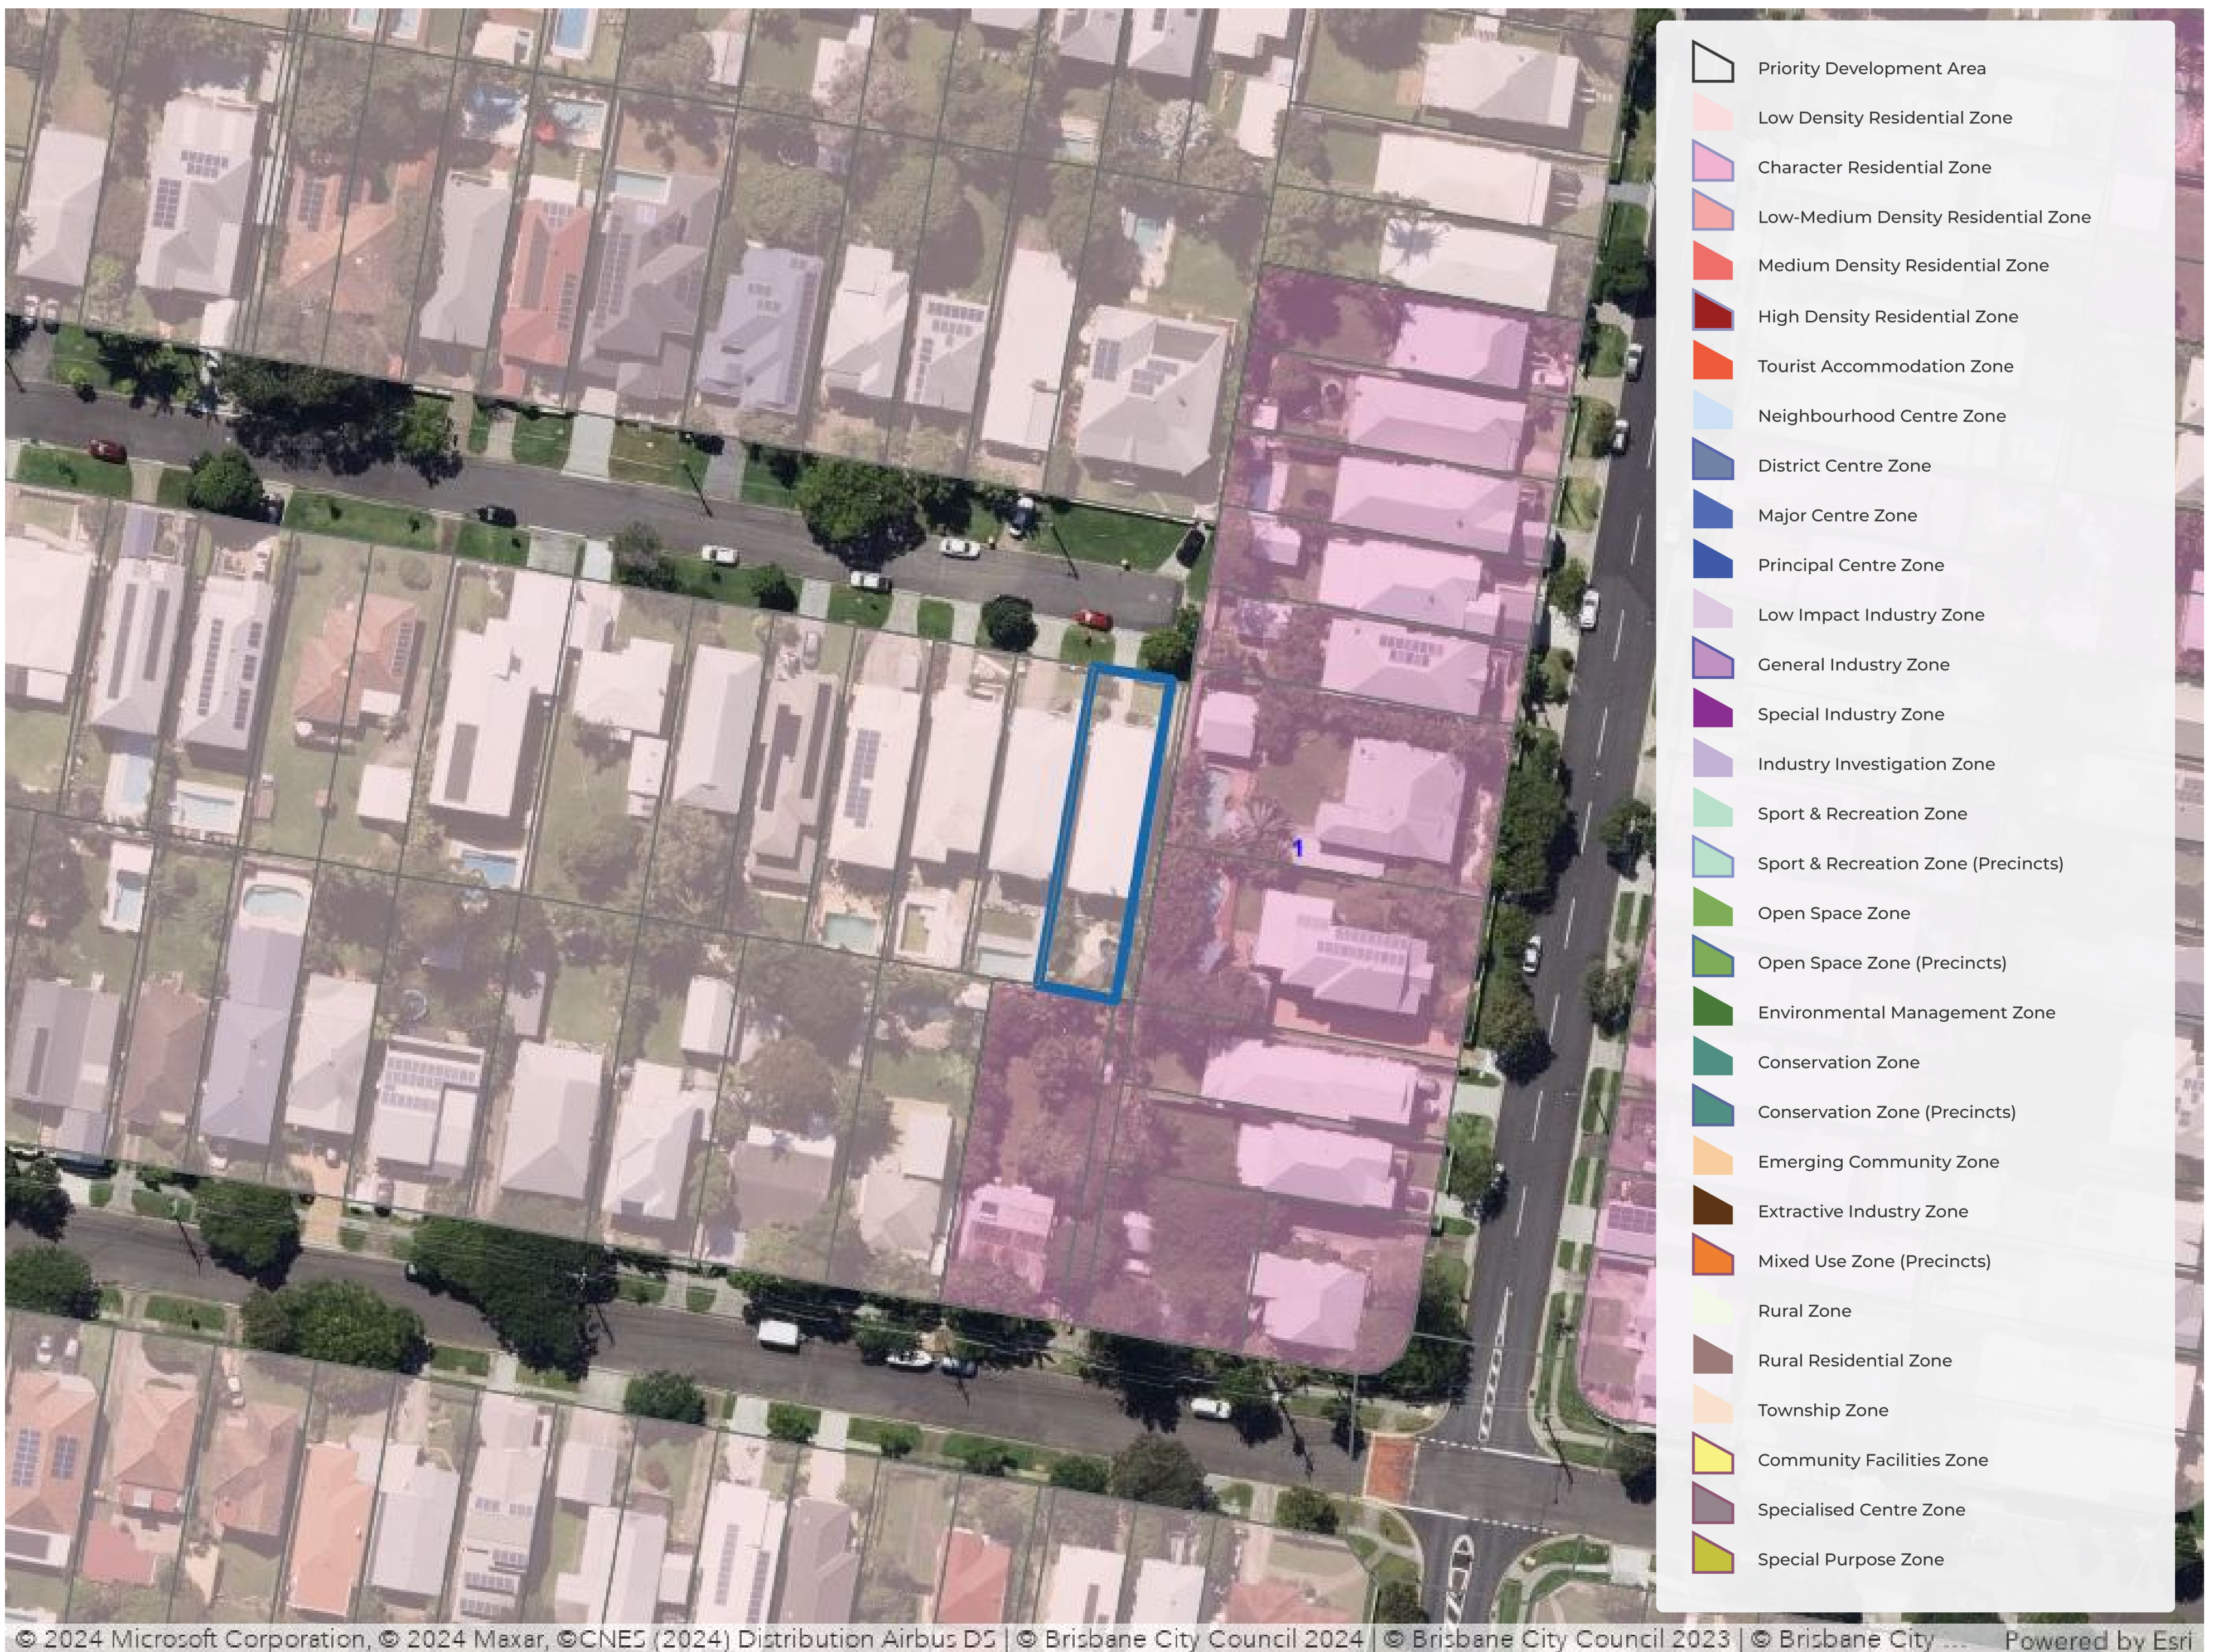 Priority Development Area
Low Density Residential Zone
Character Residential Zone
Low-Medium Density Residential Zone
Medium Density Residential Zone
High Density Residential Zone
Tourist Accommodation Zone
Neighbourhood Centre Zone
District Centre Zone
Major Centre Zone
Principal Centre Zone
Low Impact Industry Zone
General Industry Zone
Special Industry Zone
Industry Investigation Zone
Sport & Recreation Zone
Sport & Recreation Zone (Precincts)
Open Space Zone
Open Space Zone (Precincts)
Environmental Management Zone
Conservation Zone
Conservation Zone (Precincts)
Emerging Community Zone
Extractive Industry Zone
Mixed Use Zone (Precincts)
Rural Zone
Rural Residential Zone
Township Zone
Community Facilities Zone
Specialised Centre Zone
Special Purpose Zone
1
© 2024 Microsoft Corporation, © 2024 Maxar, ©CNES (2024) Distribution Airbus DS | © Brisbane City Council 2024 | © Brisbane City Council 2023 | © Brisbane City ... Powered by Esri